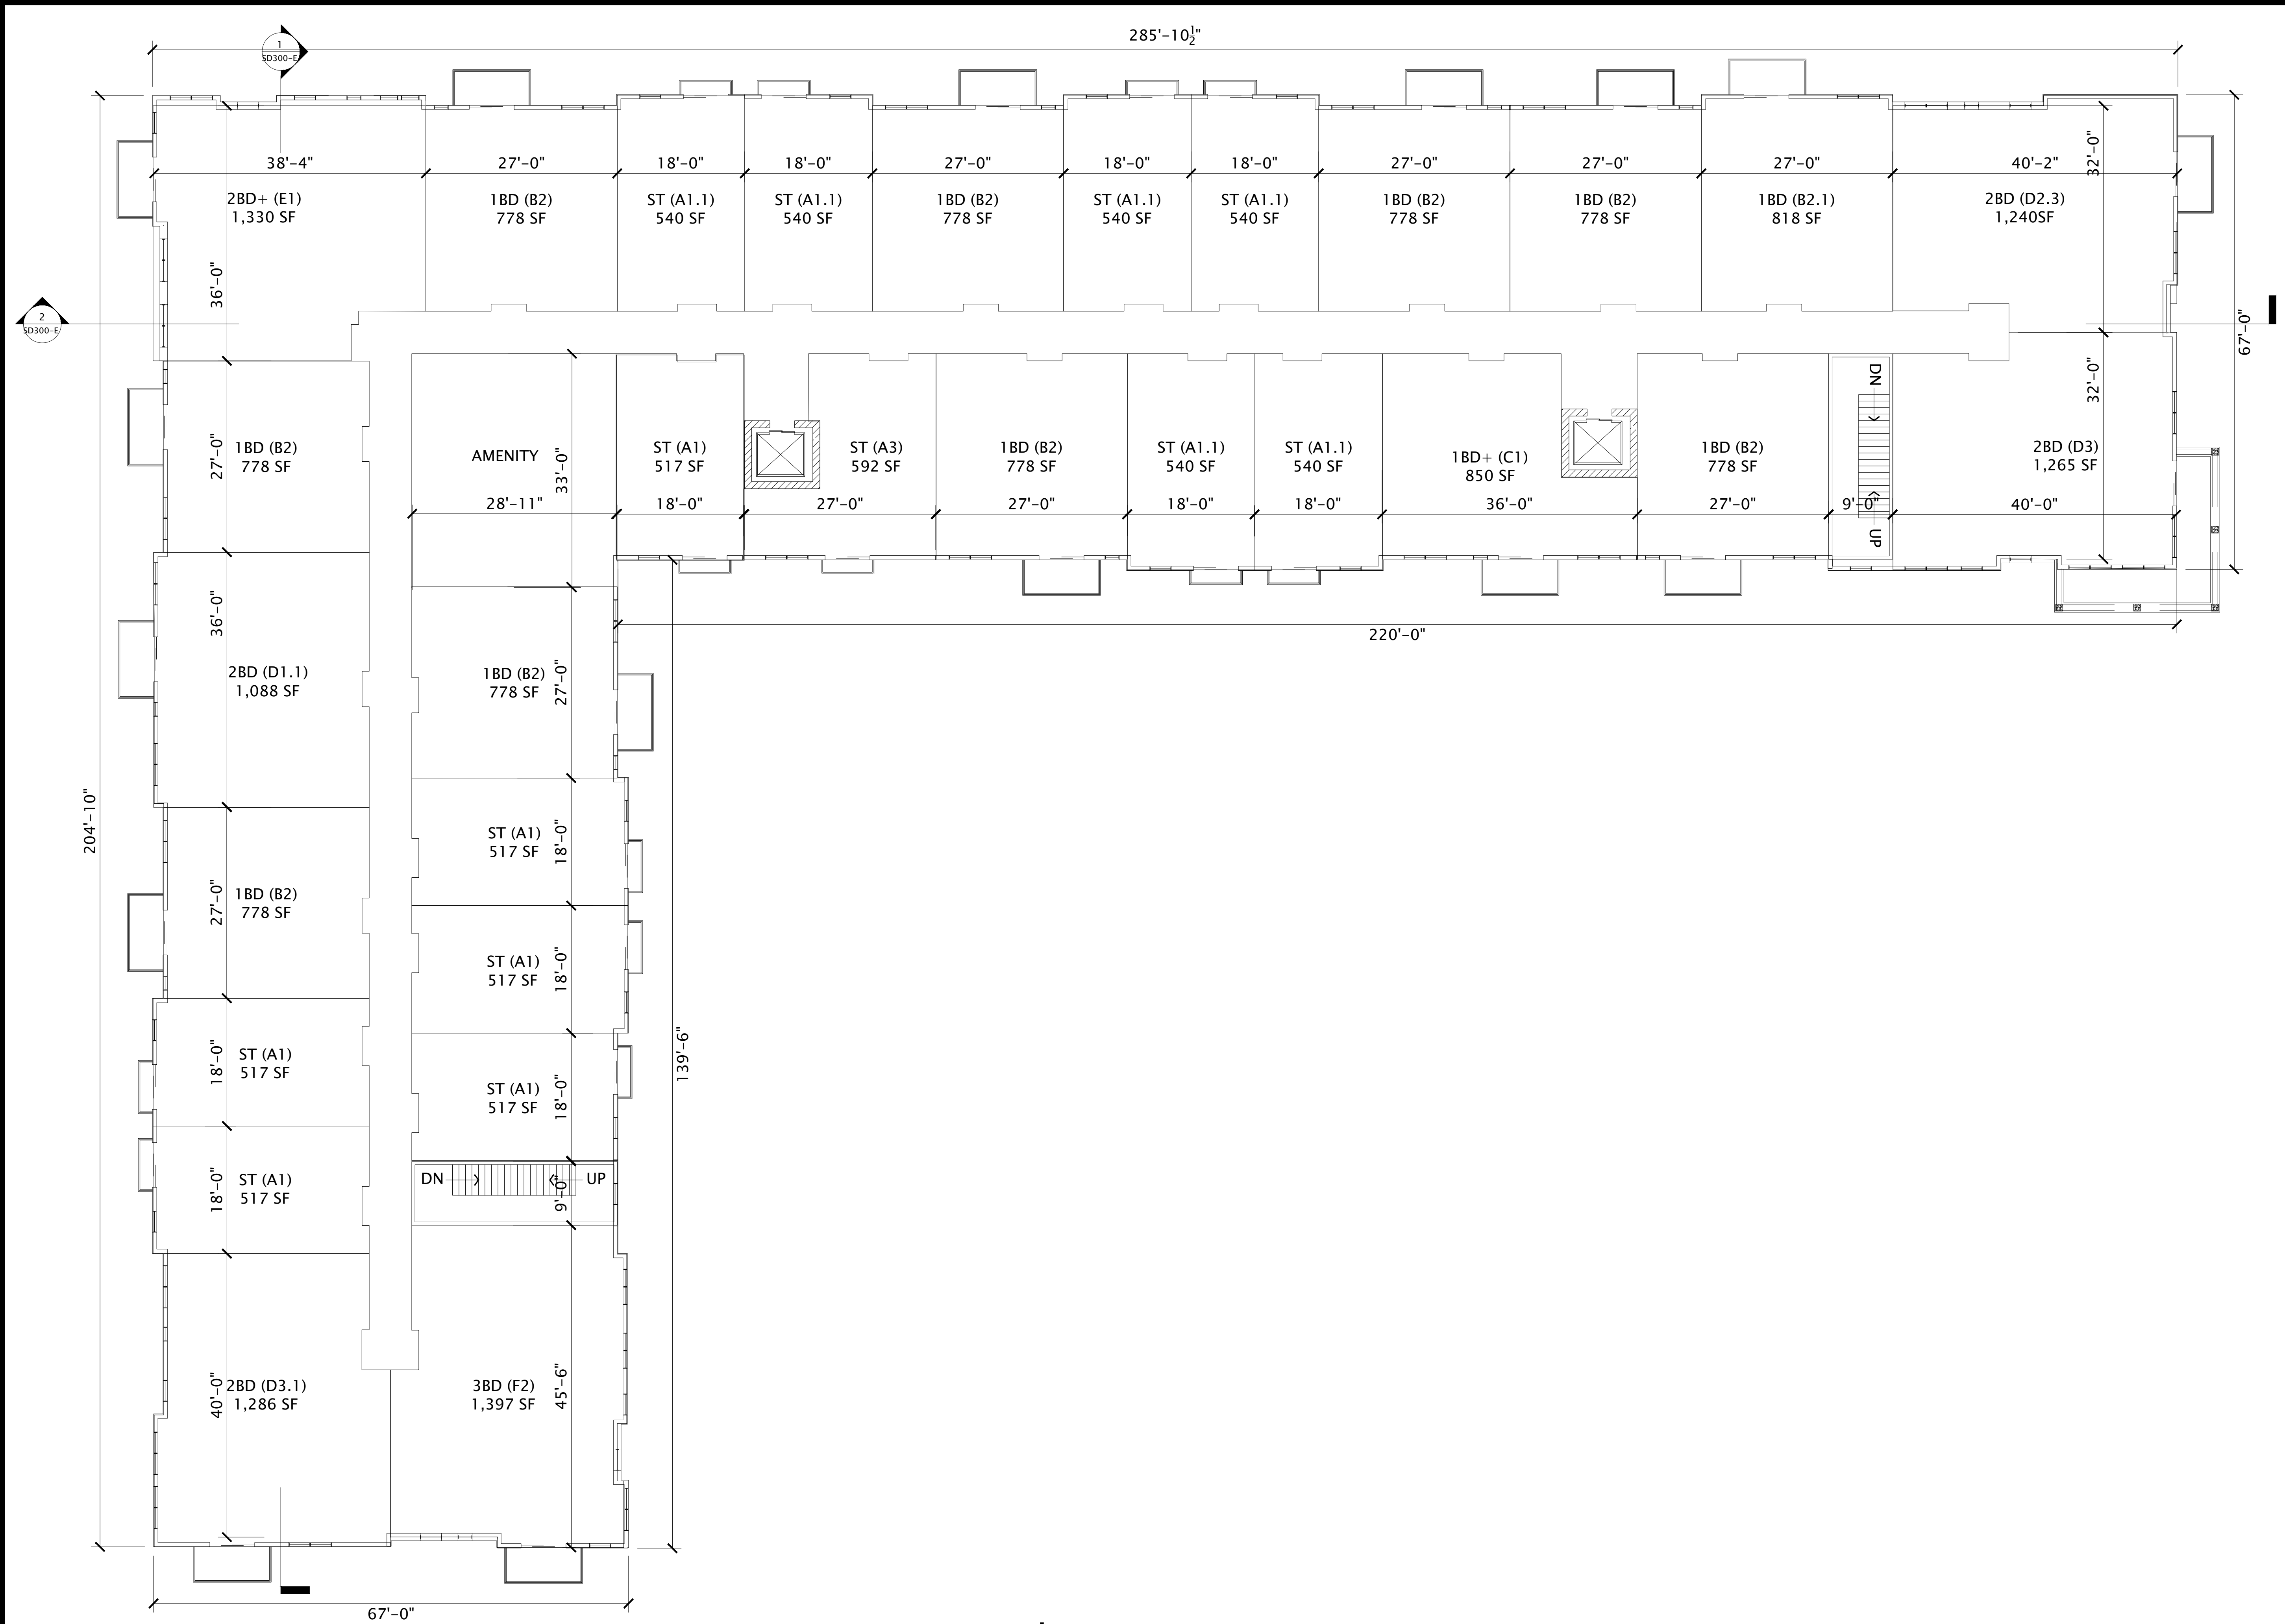 285'-10½"
1
SD300-E
38'-4"
27'-0"
18'-0"
18'-0"
27'-0"
18'-0"
18'-0"
27'-0"
27'-0"
27'-0"
40'-2"
32'-0"
2BD+ (E1)
1,330 SF
1BD (B2)
778 SF
ST (A1.1)
540 SF
ST (A1.1)
540 SF
1BD (B2)
778 SF
ST (A1.1)
540 SF
ST (A1.1)
540 SF
1BD (B2)
778 SF
1BD (B2)
778 SF
1BD (B2.1)
818 SF
2BD (D2.3)
1,240SF
36'-0"
2
SD300-E
67'-0"
1BD (B2)
778 SF
27'-0"
AMENITY
33'-0"
28'-11"
ST (A1)
517 SF
18'-0"
ST (A3)
592 SF
27'-0"
1BD (B2)
778 SF
27'-0"
ST (A1.1)
540 SF
18'-0"
ST (A1.1)
540 SF
18'-0"
1BD+ (C1)
850 SF
36'-0"
1BD (B2)
778 SF
27'-0"
DN
UP
9'-0"
2BD (D3)
1,265 SF
40'-0"
32'-0"
220'-0"
36'-0"
2BD (D1.1)
1,088 SF
1BD (B2)
778 SF
27'-0"
204'-10"
ST (A1)
517 SF
18'-0"
1BD (B2)
778 SF
27'-0"
ST (A1)
517 SF
18'-0"
139'-6"
ST (A1)
517 SF
18'-0"
ST (A1)
517 SF
18'-0"
ST (A1)
517 SF
18'-0"
DN
UP
9'-0"
2BD (D3.1)
1,286 SF
40'-0"
3BD (F2)
1,397 SF
45'-6"
67'-0"